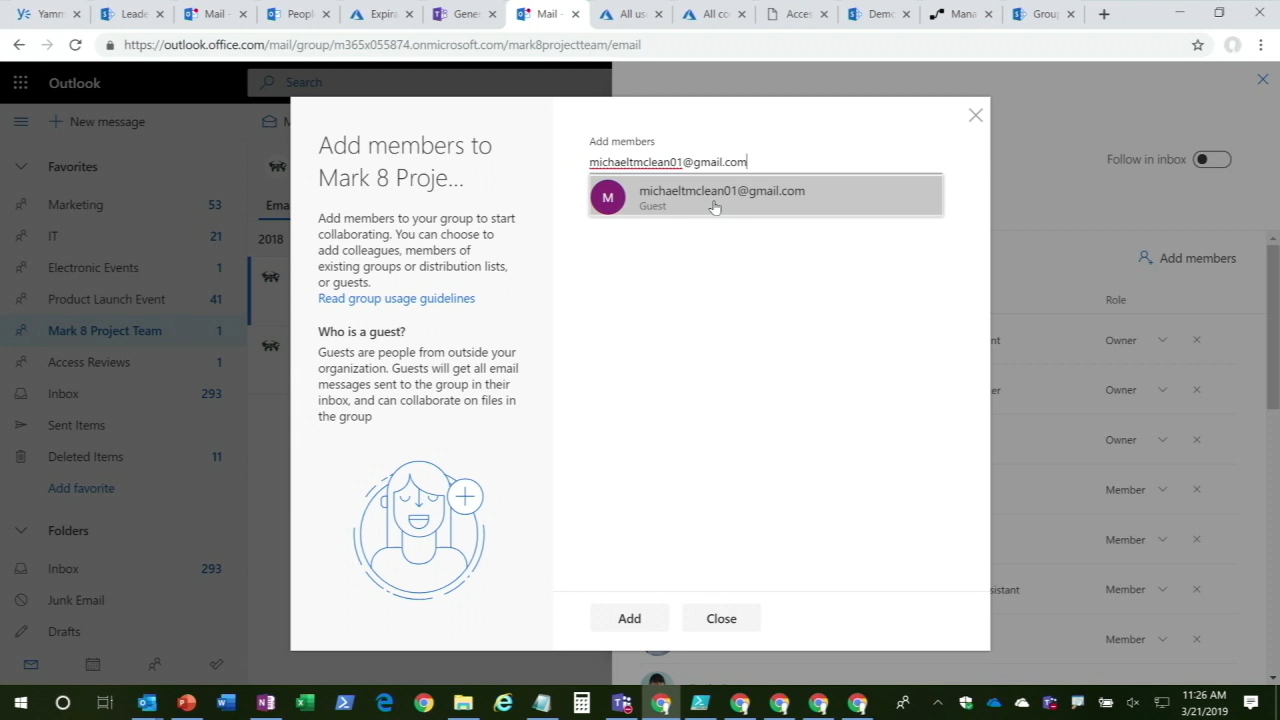 Yamm
Leade
Mail -
People
Expira
Gener
Mail -
All use
All co
Acces
Demo
Mana
Group
https://outlook.office.com/mail/group/m365x055874.onmicrosoft.com/mark8projectteam/email
Outlook
Search
New message
M
Favorites
Marketing 53
IT 21
Electronic Events 1
Product Launch Event 41
Mark 8 Project Team 1
Access Reviews 1
Inbox 293
Sent Items
Deleted Items 11
Add favorite
Folders
Inbox 293
Junk Email
Drafts
Ema
2018
Add members to
Mark 8 Proje...
Add members to your group to start
collaborating. You can choose to
add colleagues, members of
existing groups or distribution lists,
or guests.
Read group usage guidelines
Who is a guest?
Guests are people from outside your
organization. Guests will get all email
messages sent to the group in their
inbox, and can collaborate on files in
the group
Add members
michaeltmclean01@gmail.com
M
michaeltmclean01@gmail.com
Guest
Add
Close
Follow in inbox
Add members
Role
nt Owner
er Owner
Owner
Member
Member
sistant Member
Member
11:26 AM
3/21/2019